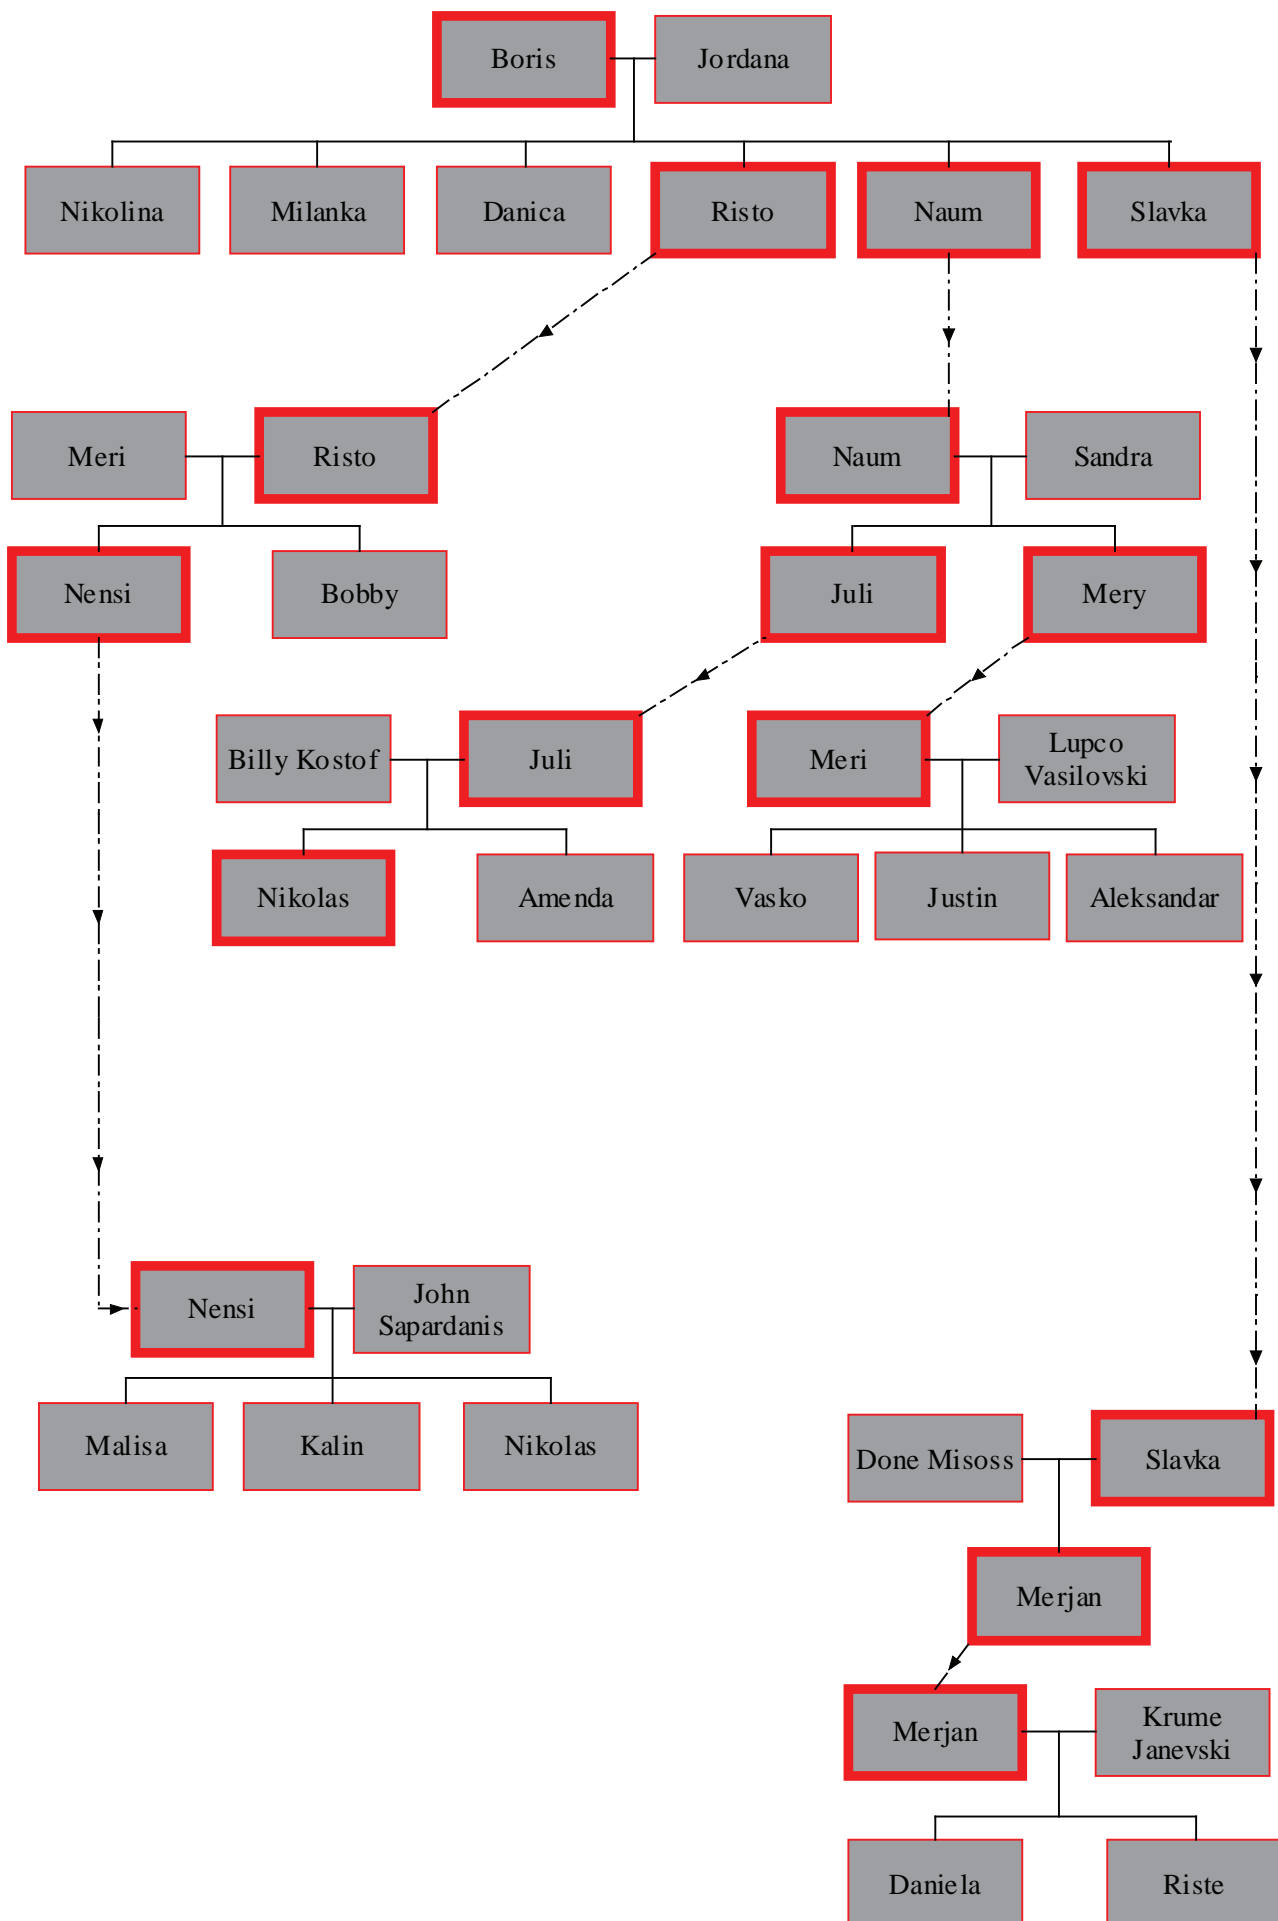 Boris
Jordana
Nikolina
Milanka
Danica
Risto
Naum
Slavka
Meri
Risto
Naum
Sandra
Nensi
Bobby
Juli
Mery
Billy Kostof
Juli
Meri
Lupco
Vasilovski
Nikolas
Amenda
Vasko
Justin
Aleksandar
Nensi
John
Sapardanis
Malisa
Kalin
Nikolas
Done Misoss
Slavka
Merjan
Merjan
Krume
Janevski
Daniela
Riste